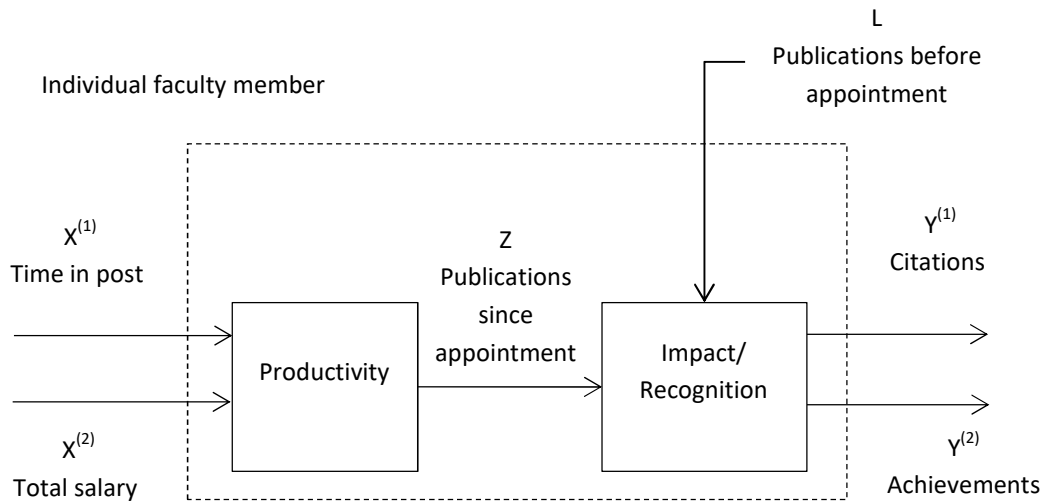 L
Publications before
appointment
Individual faculty member
X(1)
Time in post
Z
Publications
since
appointment
Y(1)
Citations
Productivity
Impact/
Recognition
X(2)
Total salary
Y(2)
Achievements